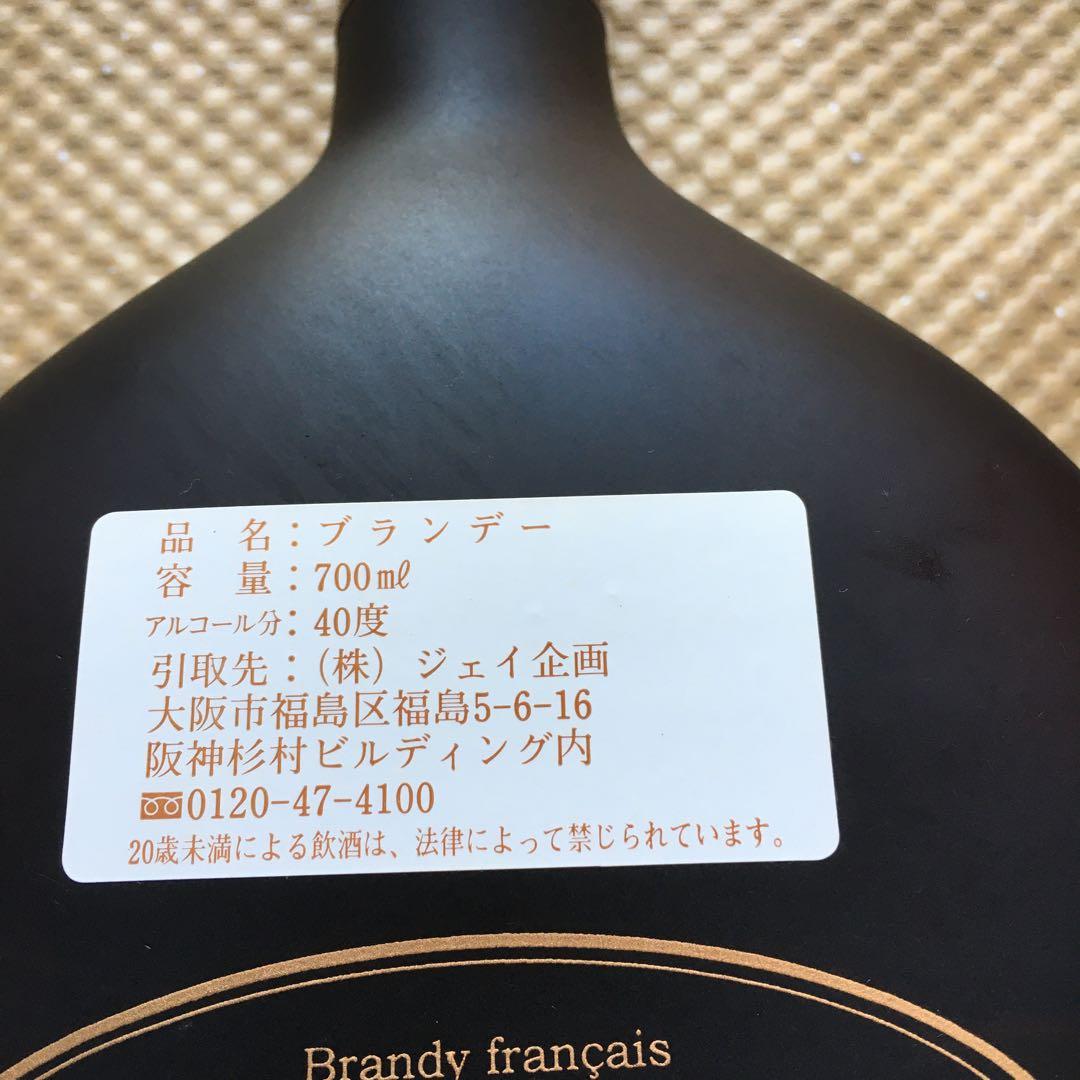 品 名：ブランデー
容 量：700㎖
アルコール分：40度
引取先：(株) ジェイ企画
大阪市福島区福島5-6-16
阪神杉村ビルディング内
0120-47-4100
20歳未満による飲酒は、法律によって禁じられています。
Brandy français